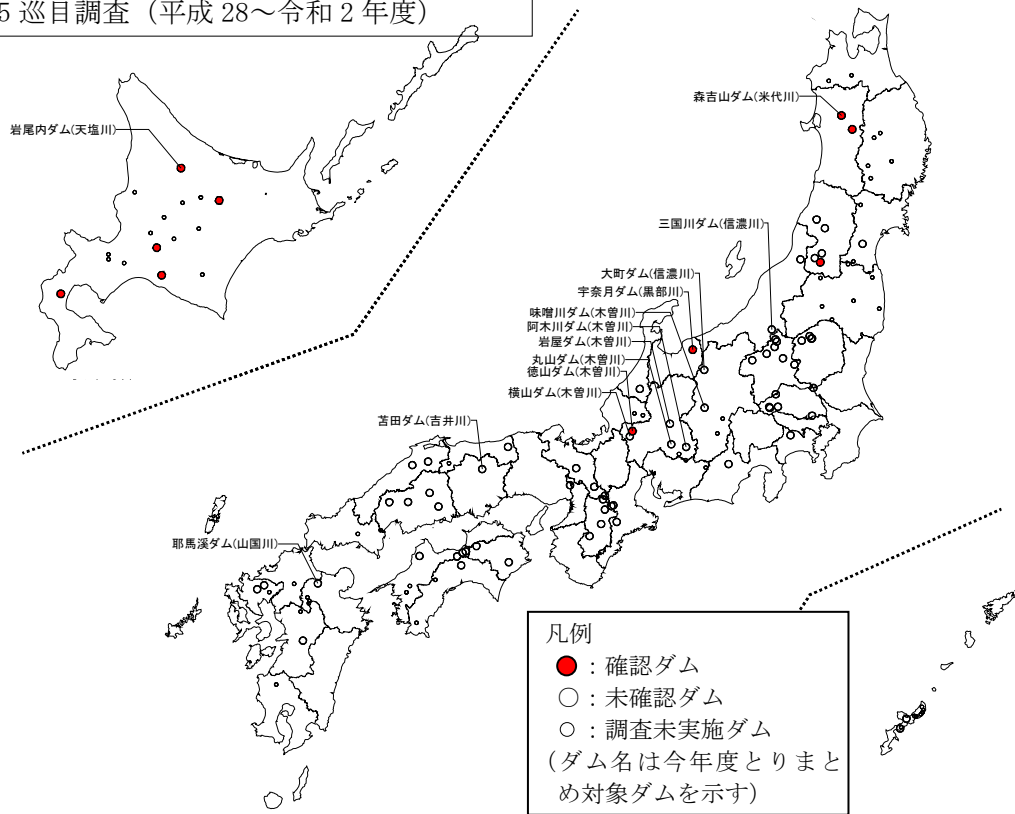 5 巡目調査（平成 28～令和 2 年度）
岩尾内ダム(天塩川)
森吉山ダム(米代川)
三国川ダム(信濃川)
大町ダム(信濃川)
宇奈月ダム(黒部川)
味噌川ダム(木曽川)
阿木川ダム(木曽川)
岩屋ダム(木曽川)
丸山ダム(木曽川)
徳山ダム(木曽川)
横山ダム(木曽川)
苫田ダム(吉井川)
耶馬溪ダム(山国川)
凡例
：確認ダム
○：未確認ダム
○：調査未実施ダム
(ダム名は今年度とりまと
め対象ダムを示す)